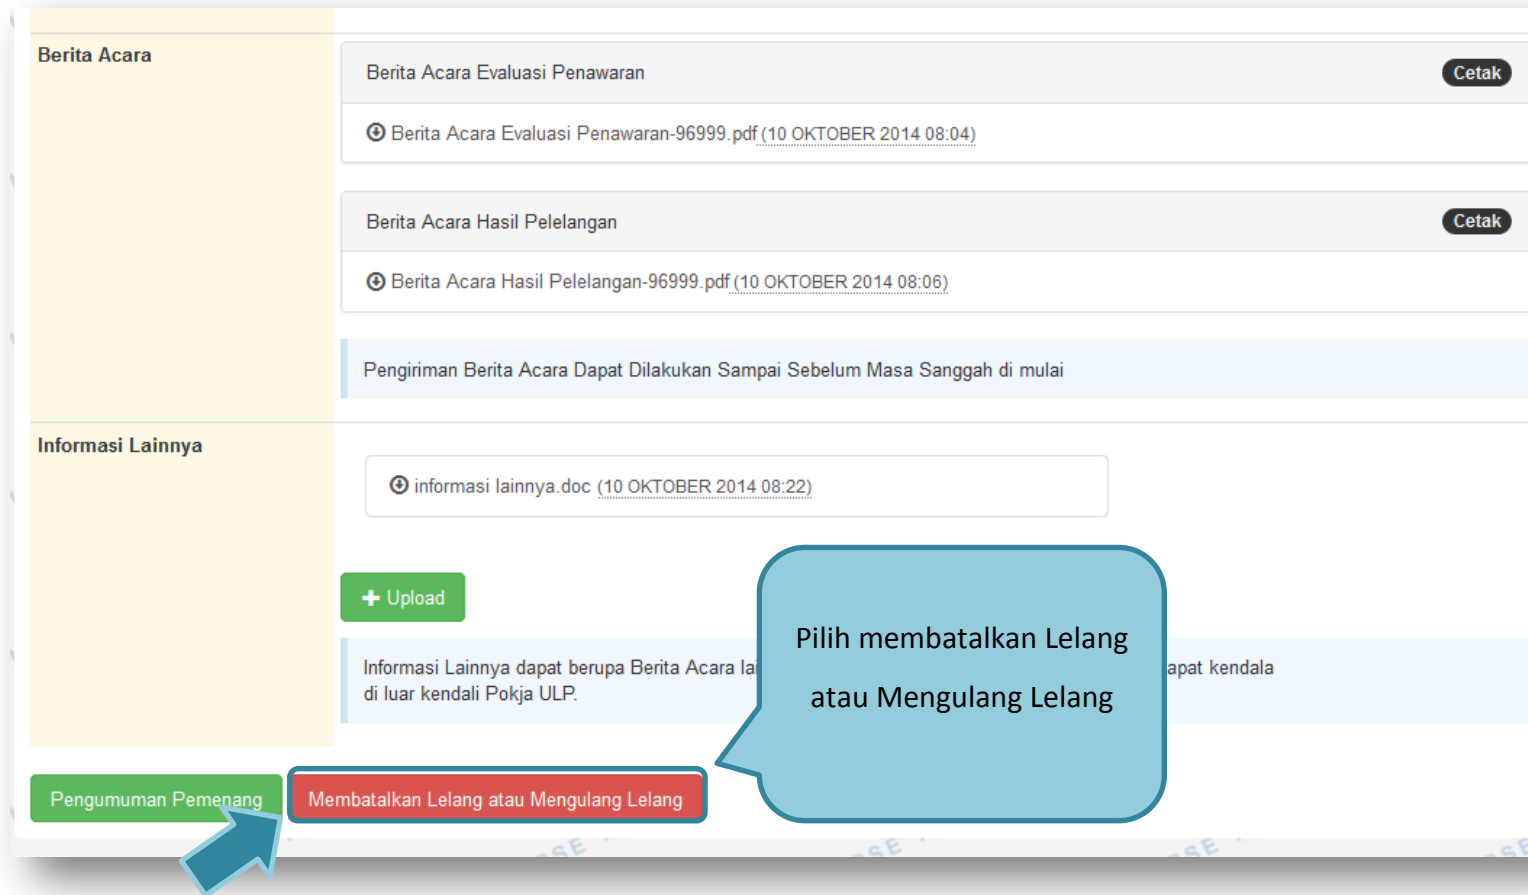 Berita Acara
Berita Acara Evaluasi Penawaran
Cetak
Berita Acara Evaluasi Penawaran-96999.pdf (10 OKTOBER 2014 08:04)
Berita Acara Hasil Pelelangan
Cetak
Berita Acara Hasil Pelelangan-96999.pdf (10 OKTOBER 2014 08:06)
Pengiriman Berita Acara Dapat Dilakukan Sampai Sebelum Masa Sanggah di mulai
Informasi Lainnya
informasi lainnya.doc (10 OKTOBER 2014 08:22)
Upload
Informasi Lainnya dapat berupa Berita Acara
kendala
di luar kendali Pokja ULP.
Pilih membatalkan Lelang
atau Mengulang Lelang
Pengumuman Pemenang
Membatalkan Lelang atau Mengulang Lelang